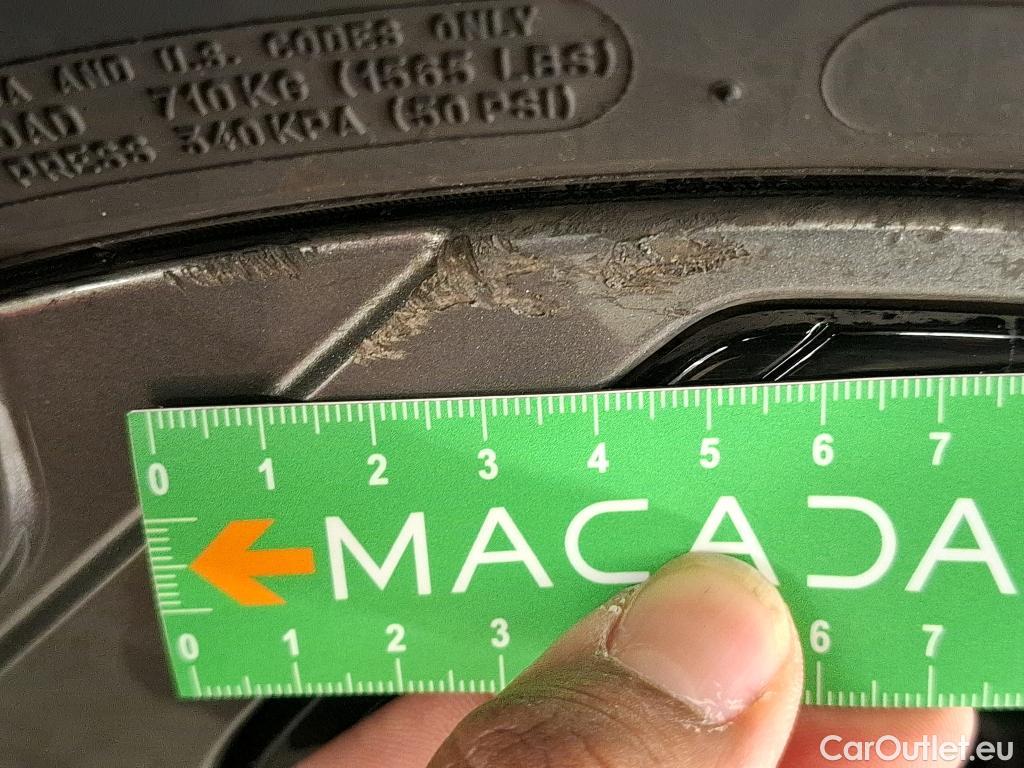 A AND U.S. CODES ONLY
OAD 710KG (1565 LBS)
PRESS 340KPA (50PSI)
0 1 2 3 4 5 6 7
MACADA
0 1 2 3 6 7
CarOutlet.eu